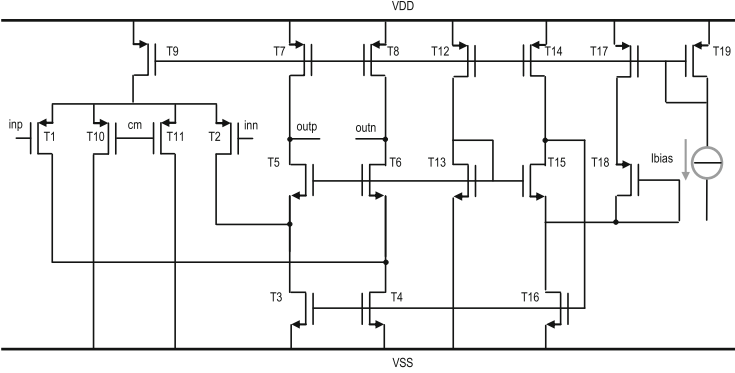 VDD
T9
T7
T8
T12
T14
T17
T19
inp
T1
T10
cm
T11
T2
inn
outp
outn
T5
T6
T13
T15
T18
Ibias
T3
T4
T16
VSS